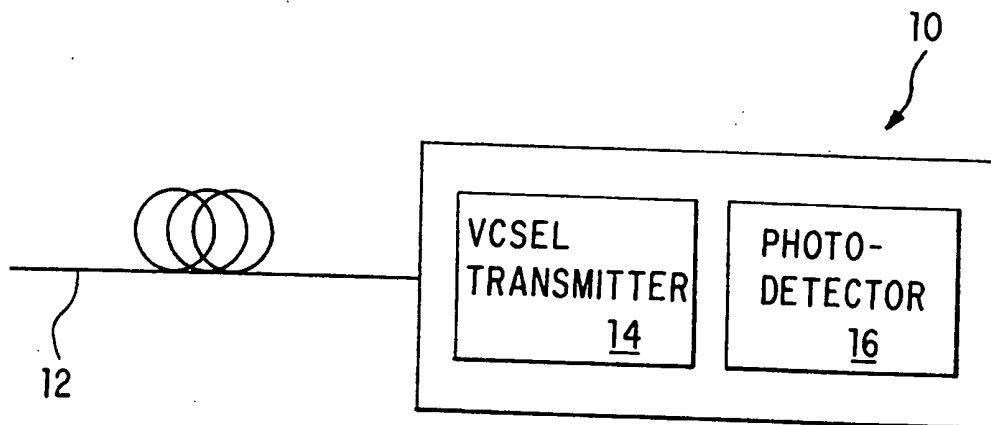 10
VCSEL
TRANSMITTER
14
PHOTO-
DETECTOR
16
12